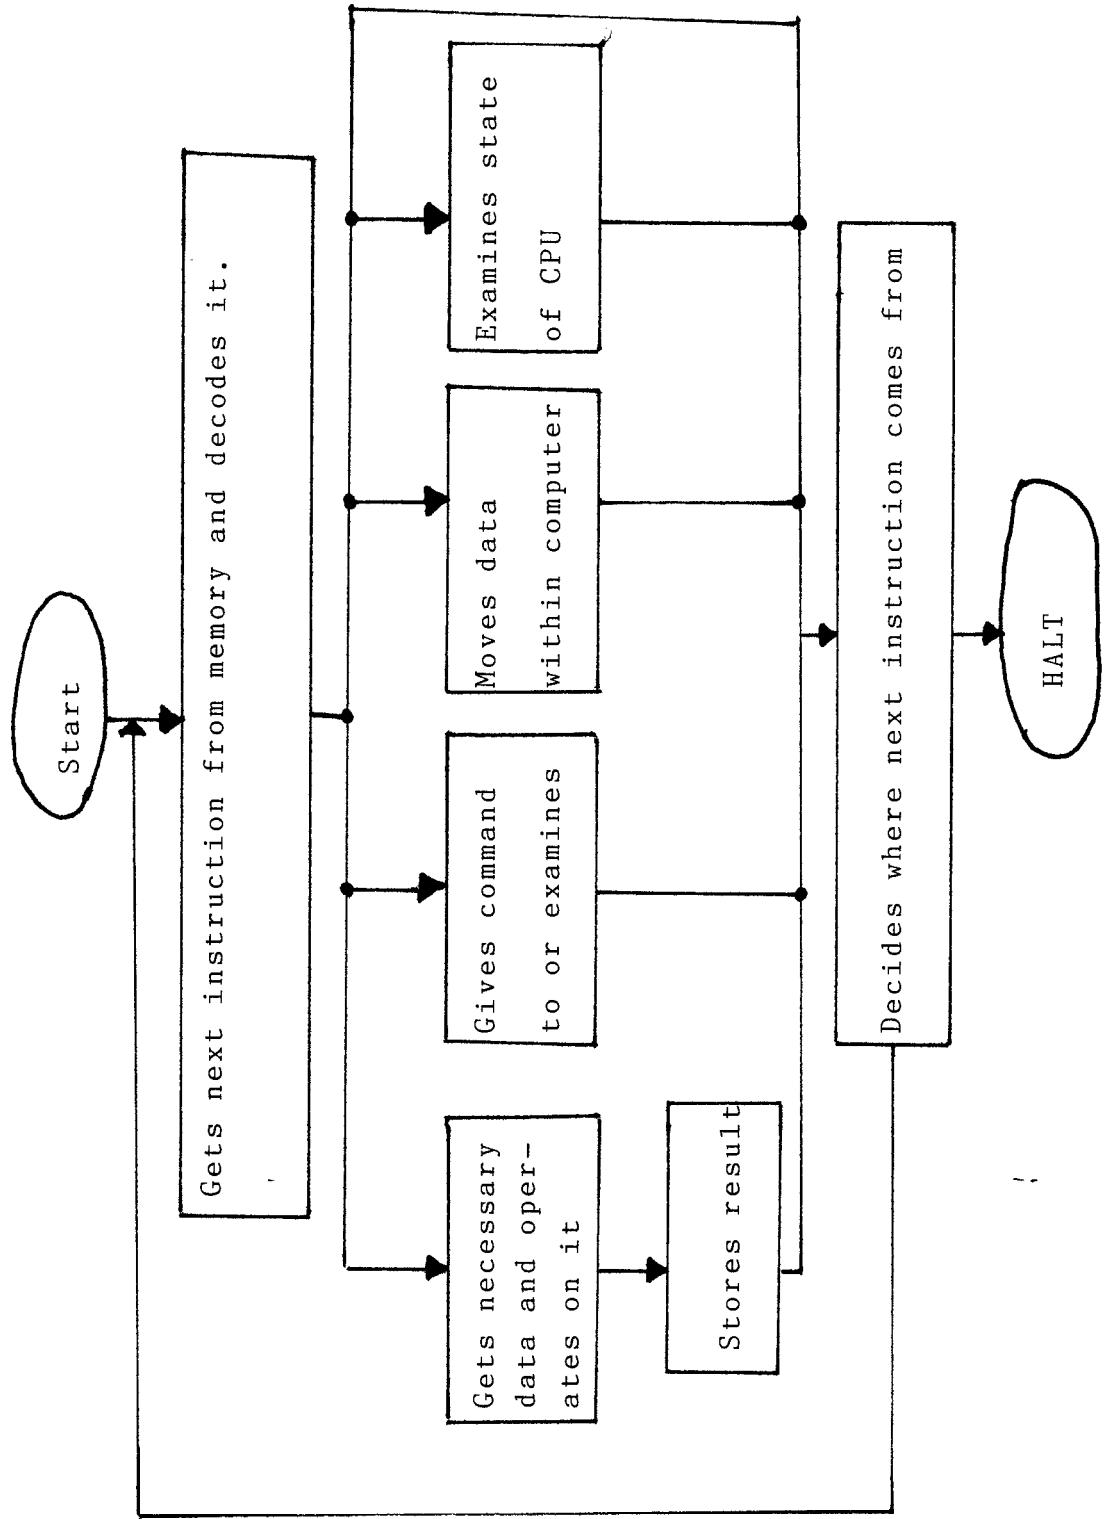 Start
Gets next instruction from memory and decodes it.
Gets necessary
data and oper-
ates on it
Gives command
to or examines
Moves data
within computer
Examines state
of CPU
Stores result
Decides where next instruction comes from
HALT